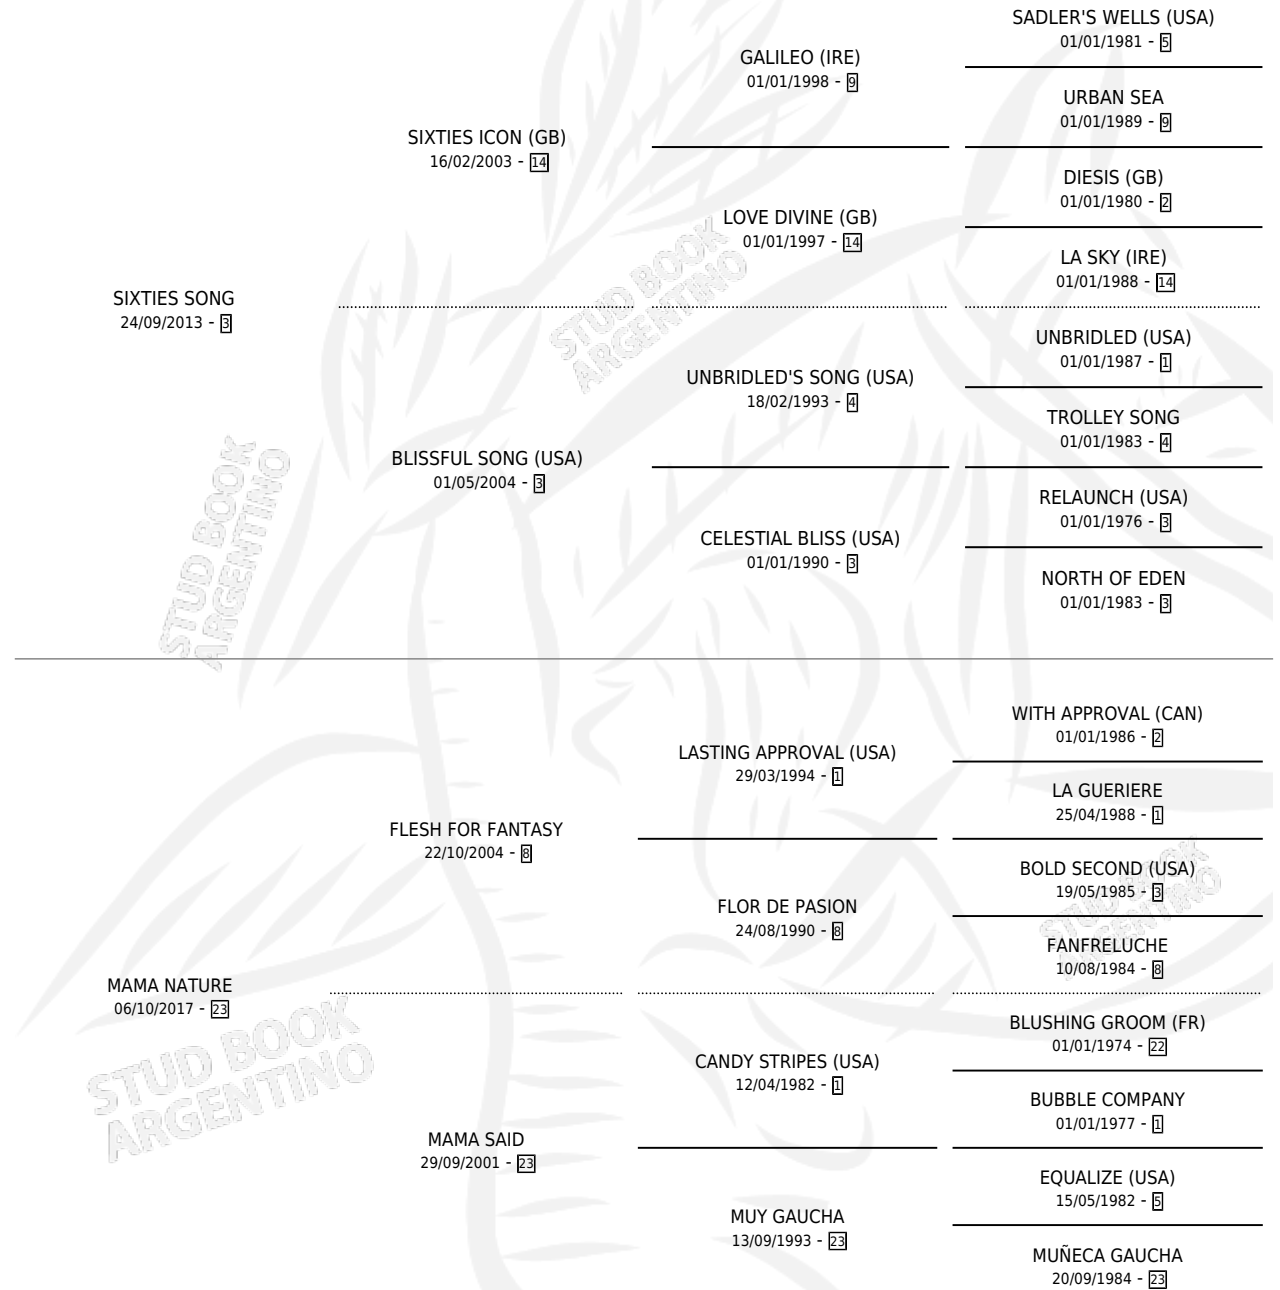 SADLER'S WELLS (USA)
01/01/1981 - 5
GALILEO (IRE)
01/01/1998 - 9
URBAN SEA
01/01/1989 - 9
SIXTIES ICON (GB)
16/02/2003 - 14
DIESIS (GB)
01/01/1980 - 2
LOVE DIVINE (GB)
01/01/1997 - 14
LA SKY (IRE)
01/01/1988 - 14
SIXTIES SONG
24/09/2013 - 3
STUD BOOK
ARGENTINO
UNBRIDLED (USA)
01/01/1987 - 1
UNBRIDLED'S SONG (USA)
18/02/1993 - 4
TROLLEY SONG
01/01/1983 - 4
BLISSFUL SONG (USA)
01/05/2004 - 3
STUD BOOK
ARGENTINO
RELAUNCH (USA)
01/01/1976 - 3
CELESTIAL BLISS (USA)
01/01/1990 - 3
NORTH OF EDEN
01/01/1983 - 3
WITH APPROVAL (CAN)
01/01/1986 - 2
LASTING APPROVAL (USA)
29/03/1994 - 1
LA GUERIERE
25/04/1988 - 1
FLESH FOR FANTASY
22/10/2004 - 8
BOLD SECOND (USA)
19/05/1985 - 3
STUD BOOK
ARGENTINO
FLOR DE PASION
24/08/1990 - 8
FANFRELUCHE
10/08/1984 - 8
MAMA NATURE
06/10/2017 - 23
STUD BOOK
ARGENTINO
BLUSHING GROOM (FR)
01/01/1974 - 22
CANDY STRIPES (USA)
12/04/1982 - 1
BUBBLE COMPANY
01/01/1977 - 1
MAMA SAID
29/09/2001 - 23
EQUALIZE (USA)
15/05/1982 - 5
MUY GAUCHA
13/09/1993 - 23
MUÑECA GAUCHA
20/09/1984 - 23